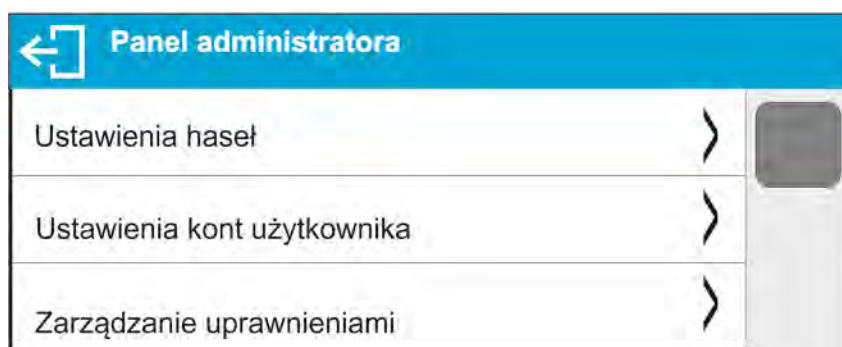 Panel administratora
Ustawienia haseł
Ustawienia kont użytkownika
Zarządzanie uprawnieniami